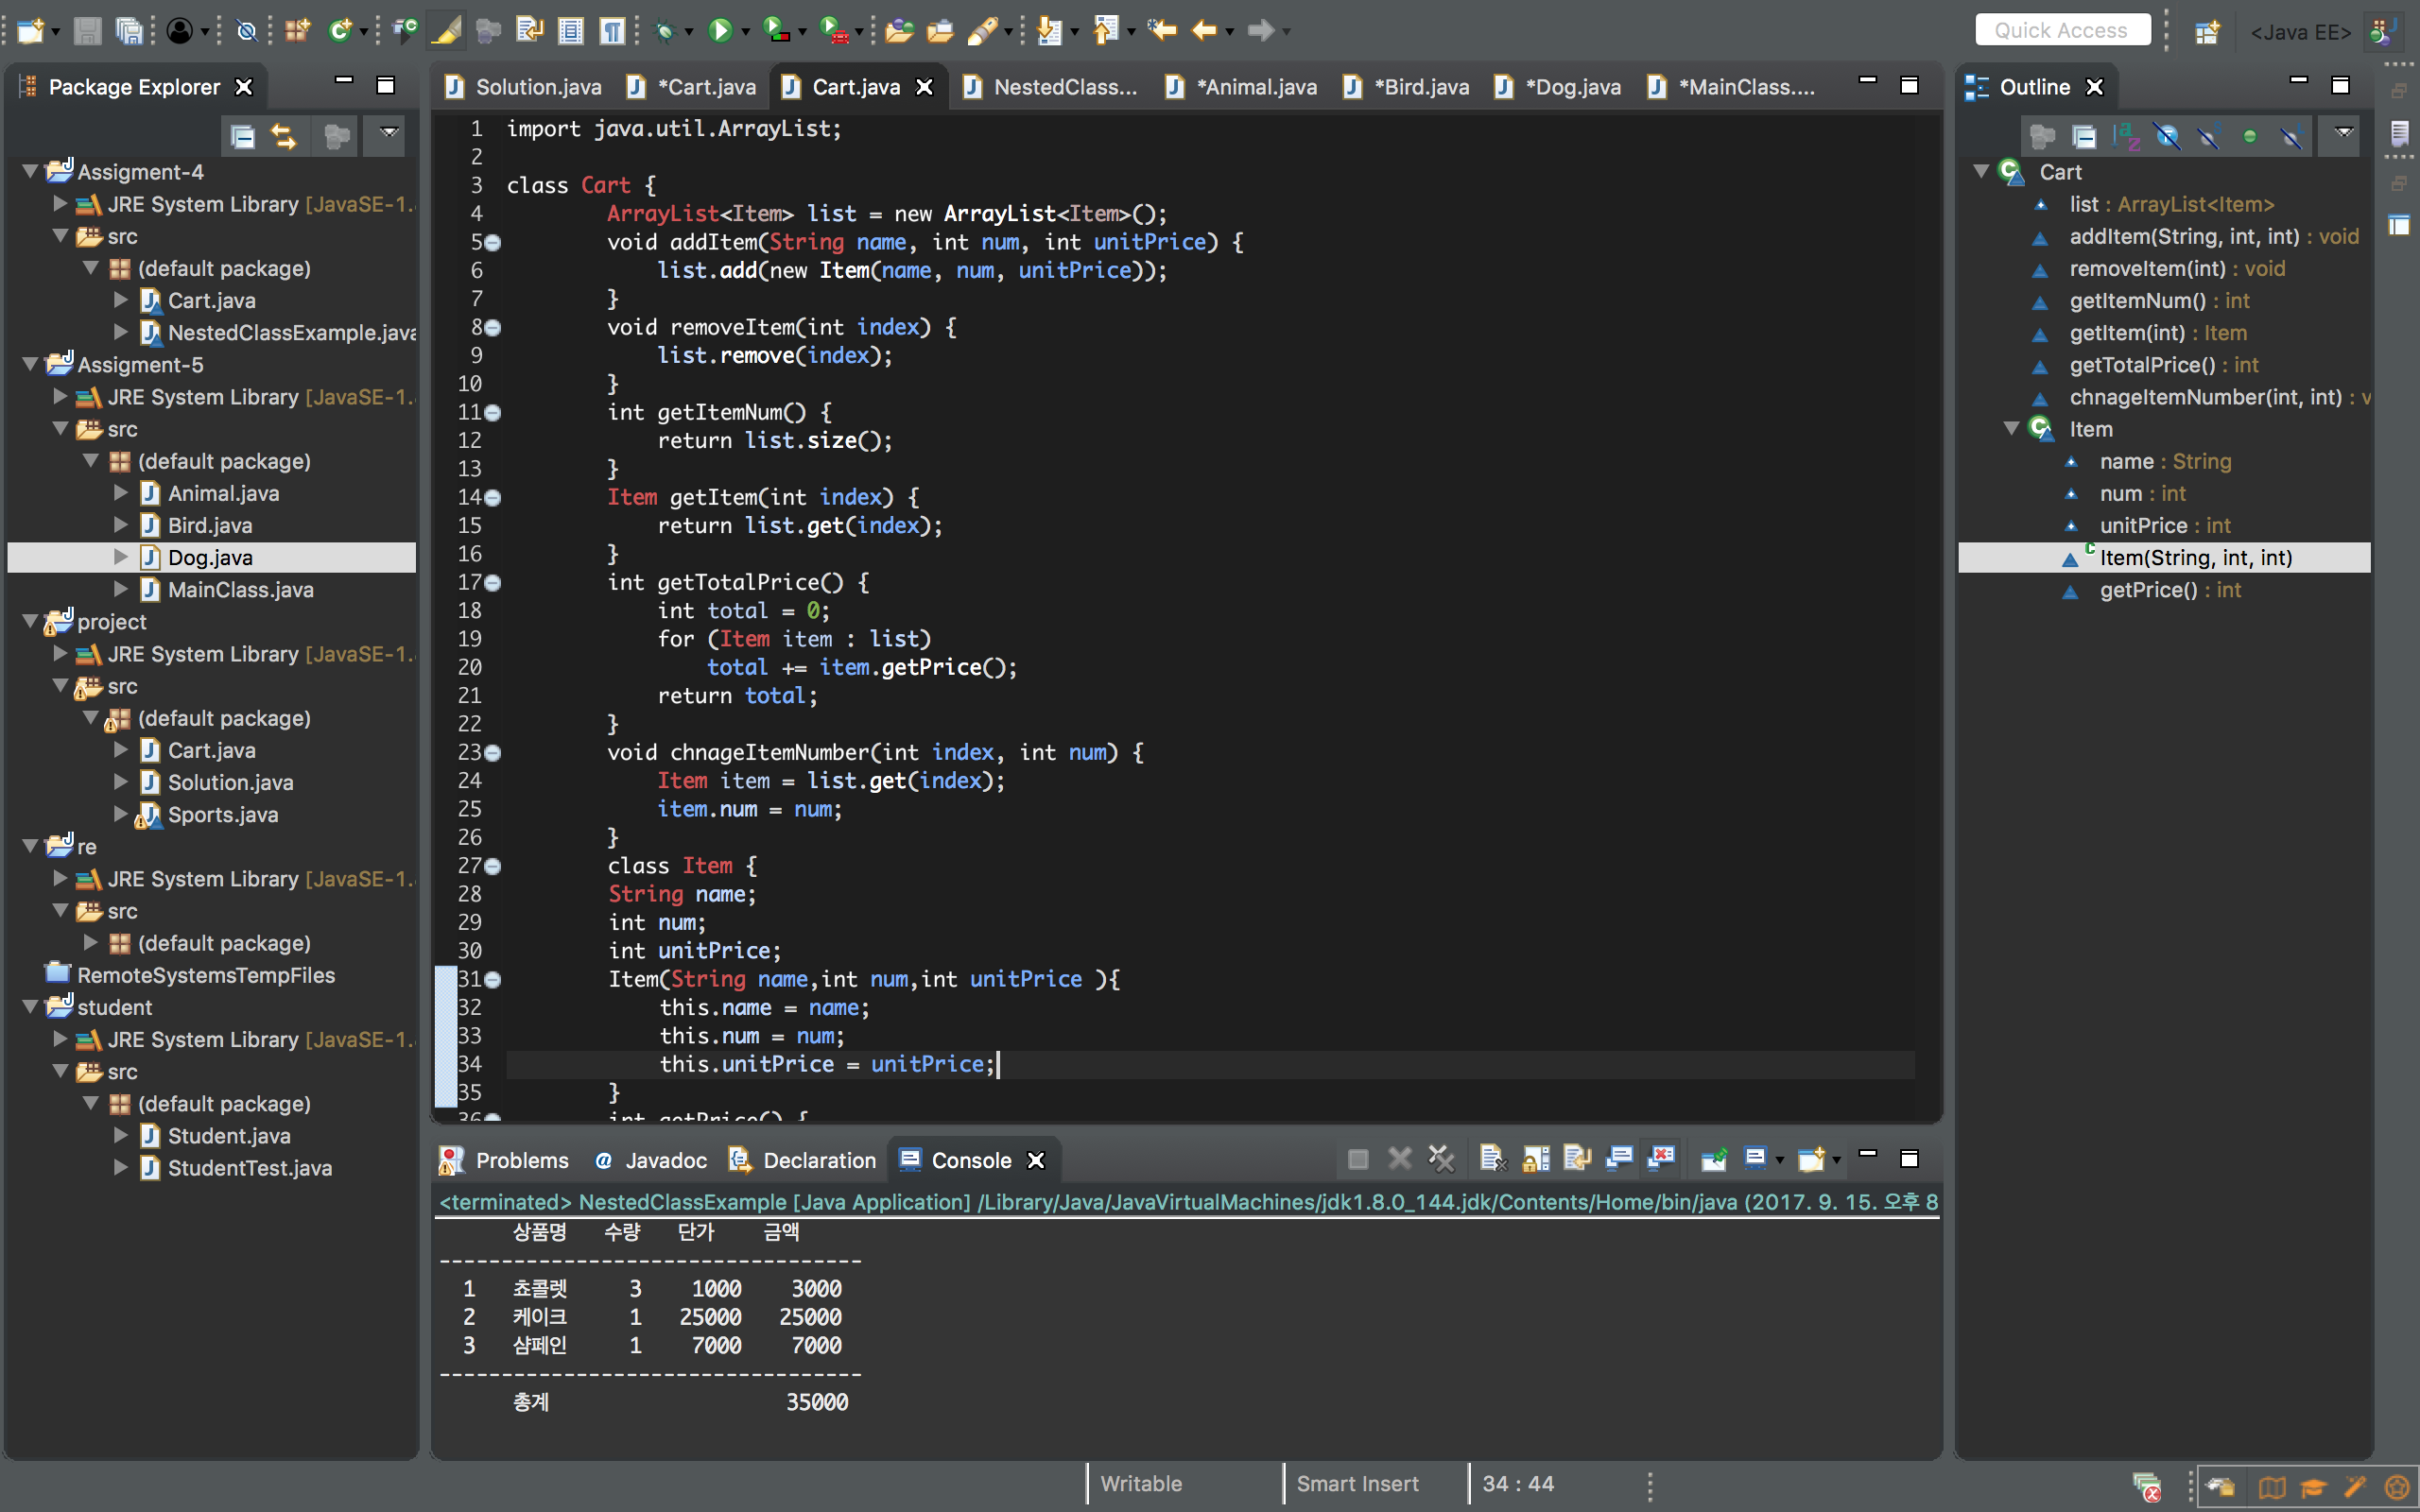 Quick Access
<Java EE>
Package Explorer
Assigment-4
JRE System Library [JavaSE-1.
src
(default package)
Cart.java
NestedClassExample.java
Assigment-5
JRE System Library [JavaSE-1.
src
(default package)
Animal.java
Bird.java
Dog.java
MainClass.java
project
JRE System Library [JavaSE-1.
src
(default package)
Cart.java
Solution.java
Sports.java
re
JRE System Library [JavaSE-1.
src
(default package)
RemoteSystemsTempFiles
student
JRE System Library [JavaSE-1.
src
(default package)
Student.java
StudentTest.java
Solution.java *Cart.java Cart.java NestedClass... *Animal.java *Bird.java *Dog.java *MainClass....
1 import java.util.ArrayList;
2
3 class Cart {
4 ArrayList<Item> list = new ArrayList<Item>();
5 void addItem(String name, int num, int unitPrice) {
6 list.add(new Item(name, num, unitPrice));
7 }
8 void removeItem(int index) {
9 list.remove(index);
10 }
11 int getItemNum() {
12 return list.size();
13 }
14 Item getItem(int index) {
15 return list.get(index);
16 }
17 int getTotalPrice() {
18 int total = 0;
19 for (Item item : list)
20 total += item.getPrice();
21 return total;
22 }
23 void chnageItemNumber(int index, int num) {
24 Item item = list.get(index);
25 item.num = num;
26 }
27 class Item {
28 String name;
29 int num;
30 int unitPrice;
31 Item(String name,int num,int unitPrice ){
32 this.name = name;
33 this.num = num;
34 this.unitPrice = unitPrice;
35 }
36 int getPrice() {
Problems Javadoc Declaration Console
<terminated> NestedClassExample [Java Application] /Library/Java/JavaVirtualMachines/jdk1.8.0_144.jdk/Contents/Home/bin/java (2017. 9. 15. 오후 8
상품명 수량 단가 금액
----------------------------------
1 쵸콜렛 3 1000 3000
2 케이크 1 25000 25000
3 샴페인 1 7000 7000
----------------------------------
총계 35000
Outline
Cart
list : ArrayList<Item>
addItem(String, int, int) : void
removeItem(int) : void
getItemNum() : int
getItem(int) : Item
getTotalPrice() : int
chnageItemNumber(int, int) : v
Item
name : String
num : int
unitPrice : int
Item(String, int, int)
getPrice() : int
Writable Smart Insert 34 : 44